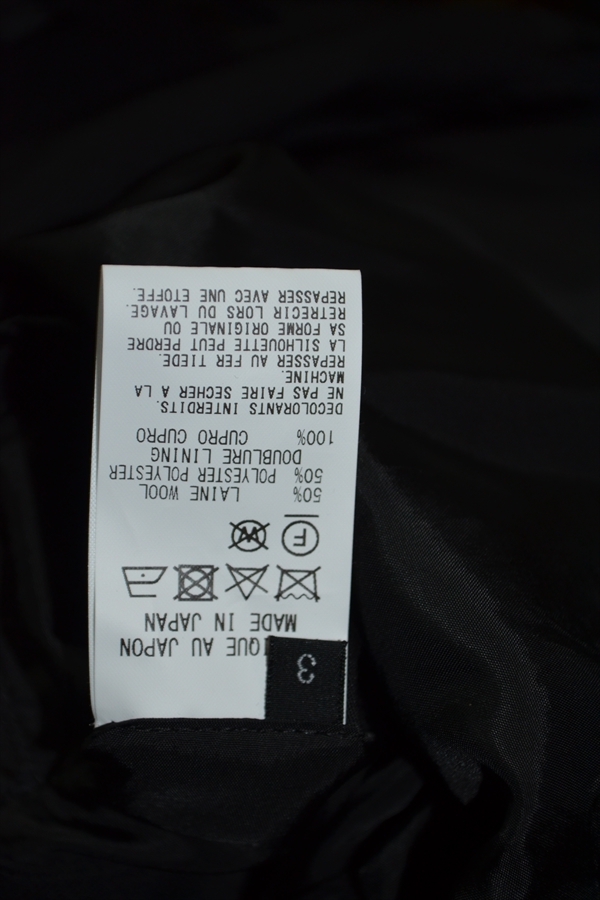 3
IQUE AU JAPON
MADE IN JAPAN
F W
50% LAINE WOOL
50% POLYESTER POLYESTER
DOUBLURE LINING
100% CUPRO CUPRO
DECOLORANTS INTERDITS.
NE PAS FAIRE SECHER A LA
MACHINE.
REPASSER AU FER TIEDE.
LA SILHOUETTE PEUT PERDRE
SA FORME ORIGINALE OU
RETRECIR LORS DU LAVAGE.
REPASSER AVEC UNE ETOFFE.